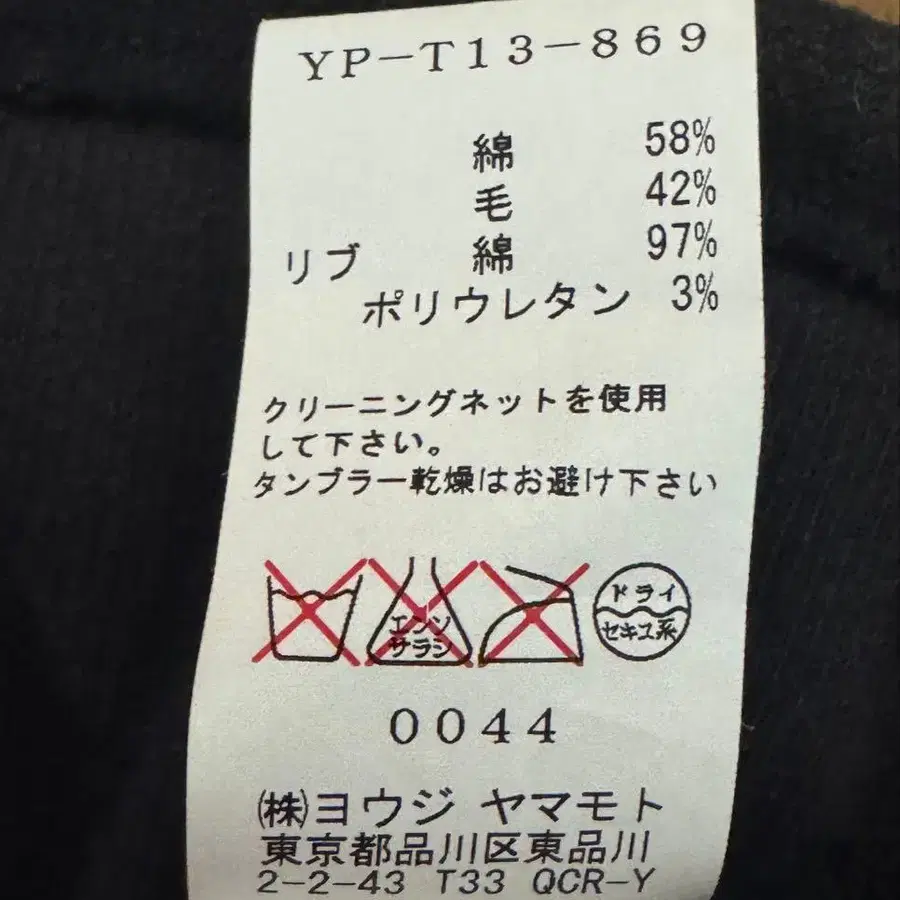 YP-T13-869
綿 58%
毛 42%
リブ 綿 97%
ポリウレタン 3%
クリーニングネットを使用
して下さい。
タンブラー乾燥はお避け下さい
エンソ
サラシ
ドライ
セキユ系
0044
㈱ヨウジ ヤマモト
東京都品川区東品川
2-2-43 T33 QCR-Y